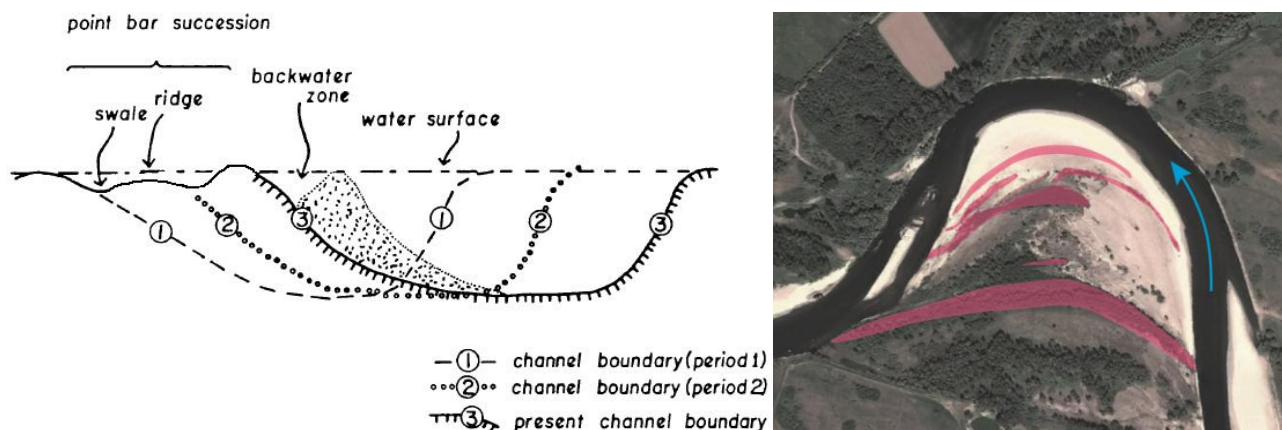 point bar succession
swale
ridge
backwater
zone
water surface
1
2
3
1
2
3
1 channel boundary (period 1)
2 channel boundary (period 2)
3 present channel boundary